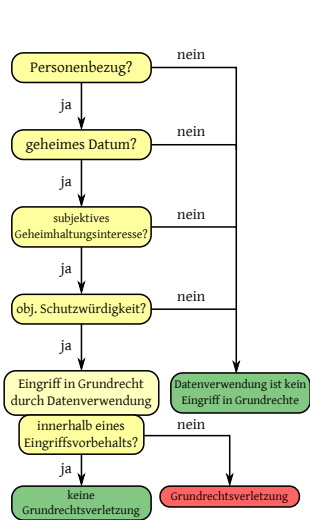 nein
Personenbezug?
ja
nein
geheimes Datum?
ja
nein
subjektives
Geheimhaltungsinteresse?
ja
nein
obj. Schutzwürdigkeit?
ja
Eingriff in Grundrecht
durch Datenverwendung
Datenverwendung ist kein
Eingriff in Grundrechte
innerhalb eines
Eingriffsvorbehalts?
nein
ja
keine
Grundrechtsverletzung
Grundrechtsverletzung